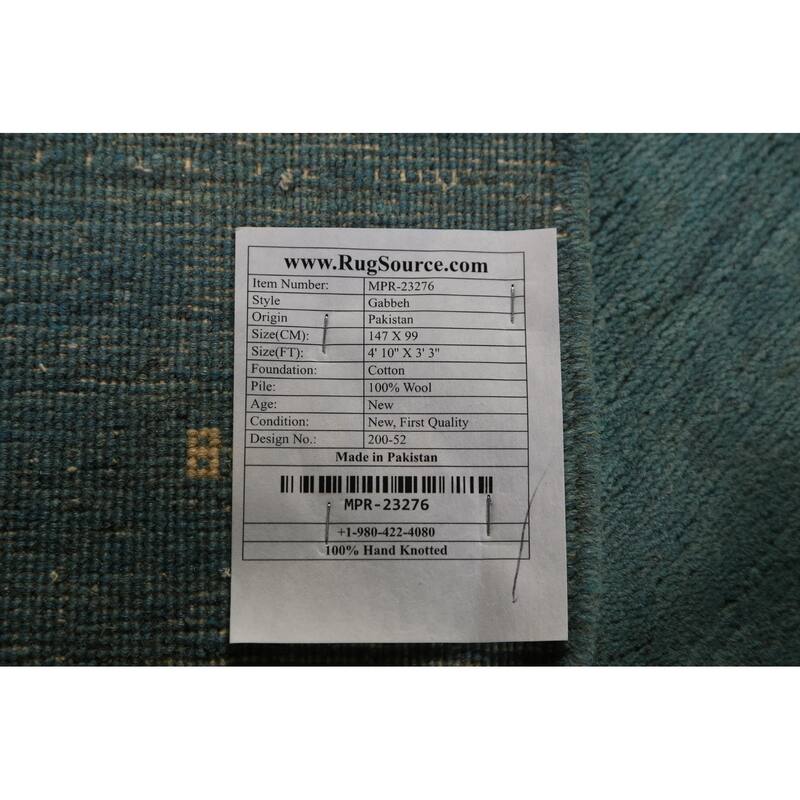 www.RugSource.com
Item Number: MPR-23276
Style Gabbeh
Origin Pakistan
Size(CM): 147 X 99
Size(FT): 4' 10" X 3' 3"
Foundation: Cotton
Pile: 100% Wool
Age: New
Condition: New, First Quality
Design No.: 200-52
Made in Pakistan
MPR-23276
+1-980-422-4080
100% Hand Knotted